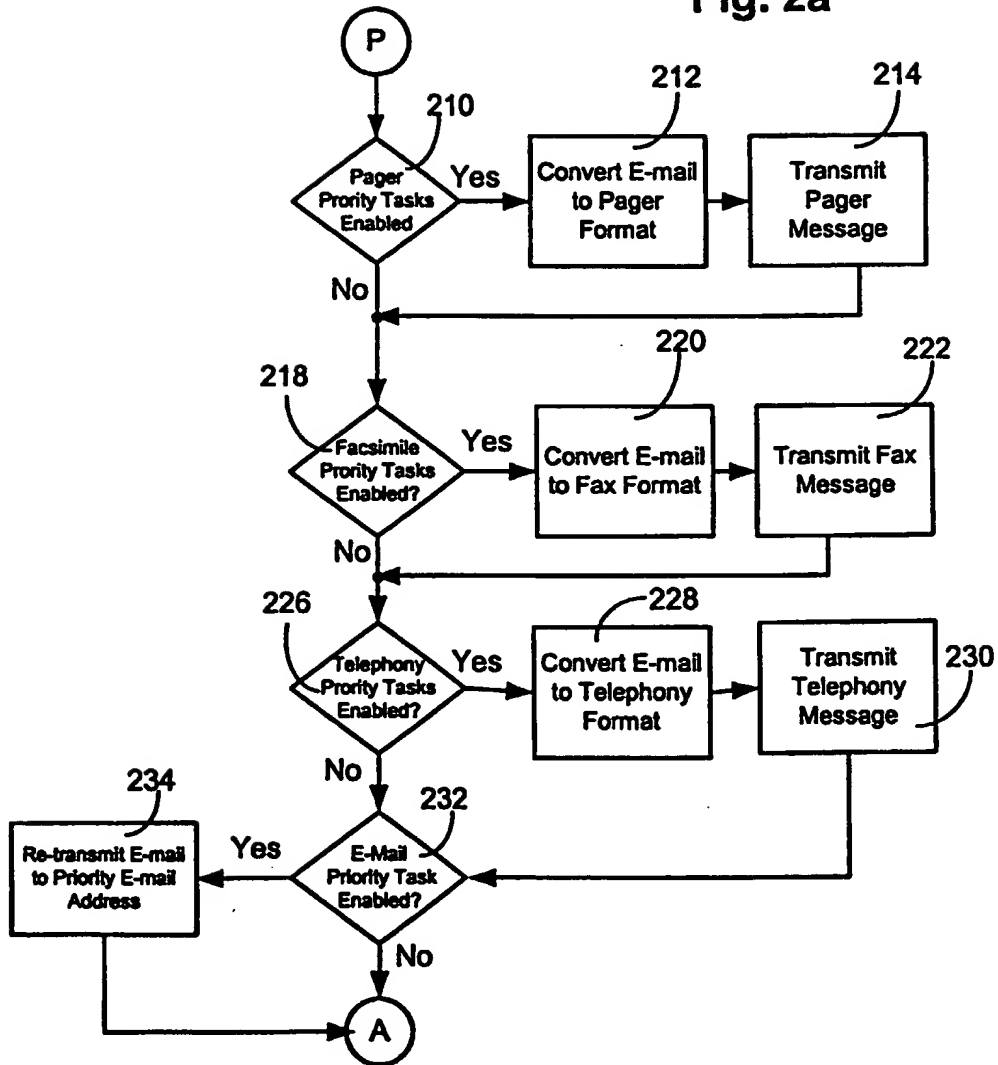 Fig. 2a
P
210
212
214
Pager
Prority Tasks
Enabled
Yes
Convert E-mail
to Pager
Format
Transmit
Pager
Message
No
218
220
222
Facsimile
Prority Tasks
Enabled?
Yes
Convert E-mail
to Fax Format
Transmit Fax
Message
No
226
228
230
Telephony
Prority Tasks
Enabled?
Yes
Convert E-mail
to Telephony
Format
Transmit
Telephony
Message
No
234
232
Re-transmit E-mail
to Priority E-mail
Address
Yes
E-Mail
Priority Task
Enabled?
No
A